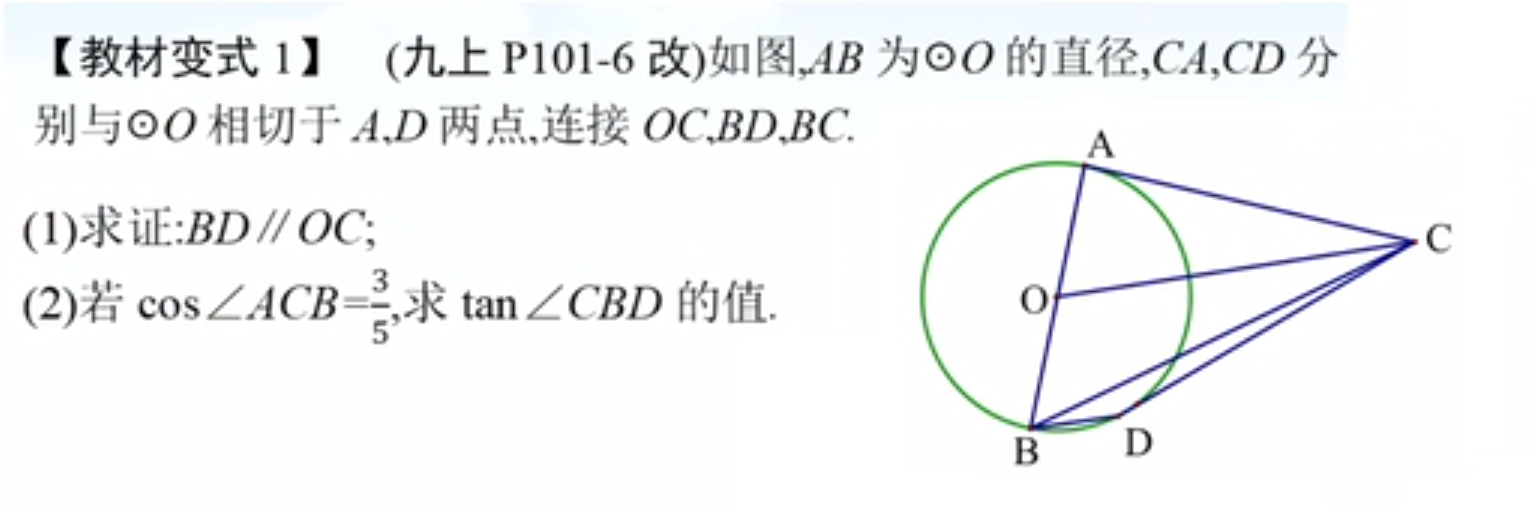 【教材变式 1】 (九上 P101-6 改)如图,AB 为⊙O 的直径,CA,CD 分
别与⊙O 相切于 A,D 两点,连接 OC,BD,BC.
(1)求证:BD∥OC;
(2)若 cos∠ACB=3/5,求 tan∠CBD 的值.
A
C
O
B
D